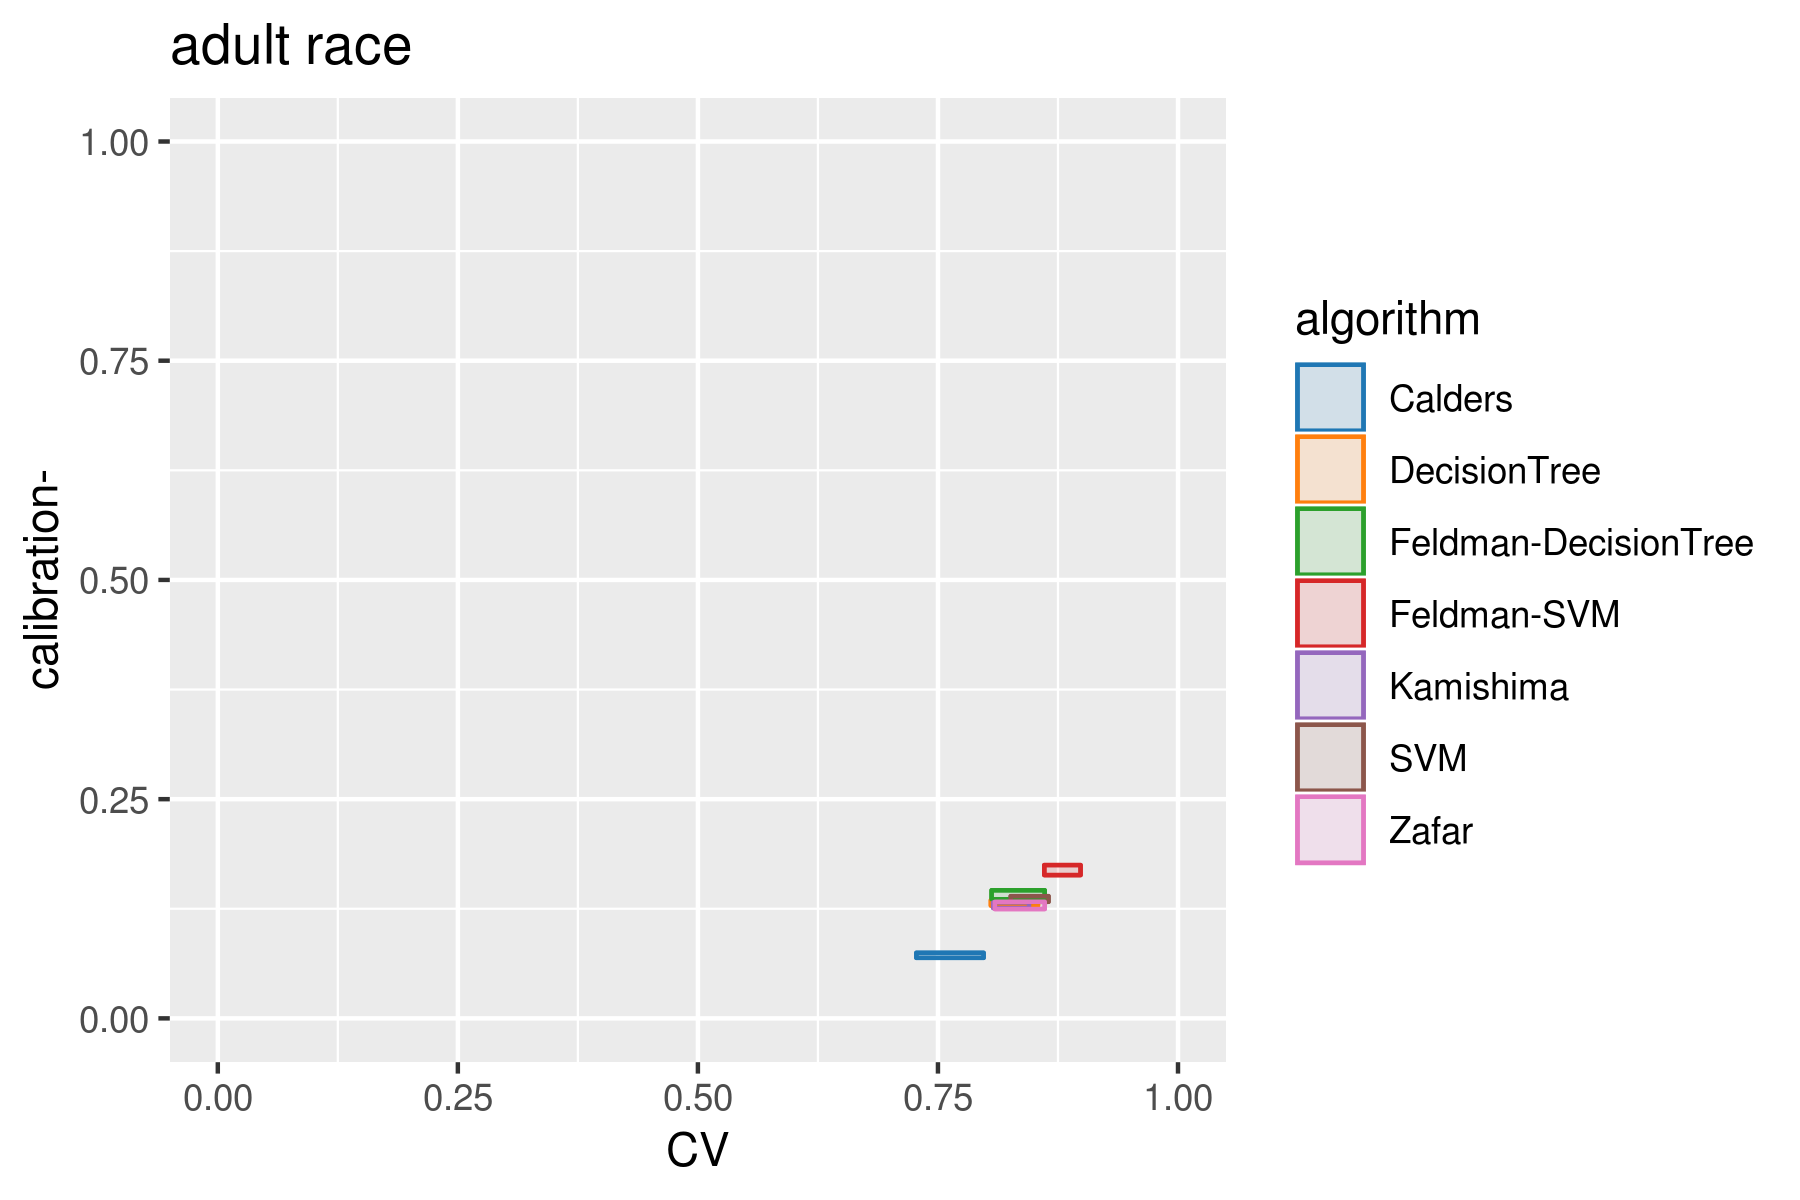 adult race
1.00
0.75
0.50
0.25
0.00
calibration-
0.00 0.25 0.50 0.75 1.00
CV
algorithm
Calders
DecisionTree
Feldman-DecisionTree
Feldman-SVM
Kamishima
SVM
Zafar